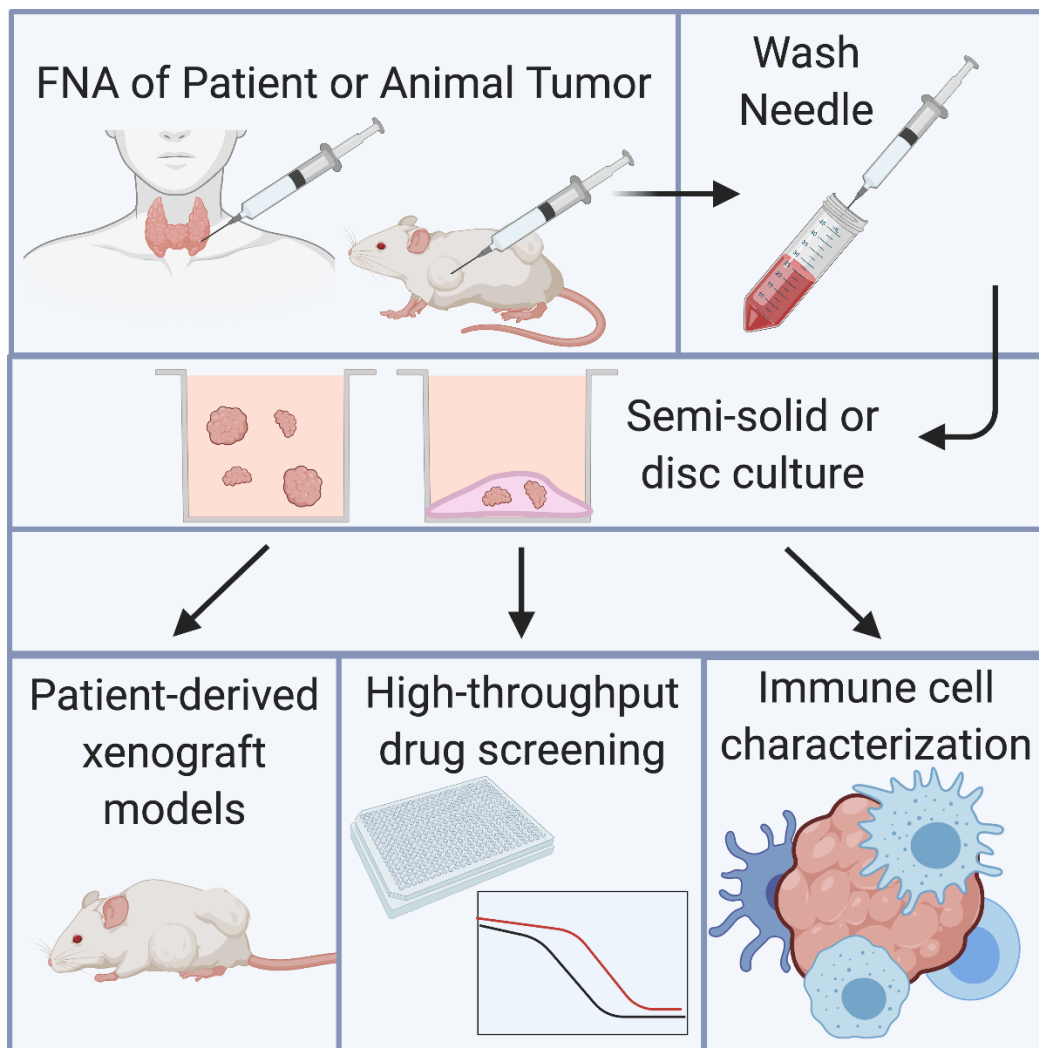 FNA of Patient or Animal Tumor
Wash
Needle
Semi-solid or
disc culture
Patient-derived
xenograft
models
High-throughput
drug screening
Immune cell
characterization